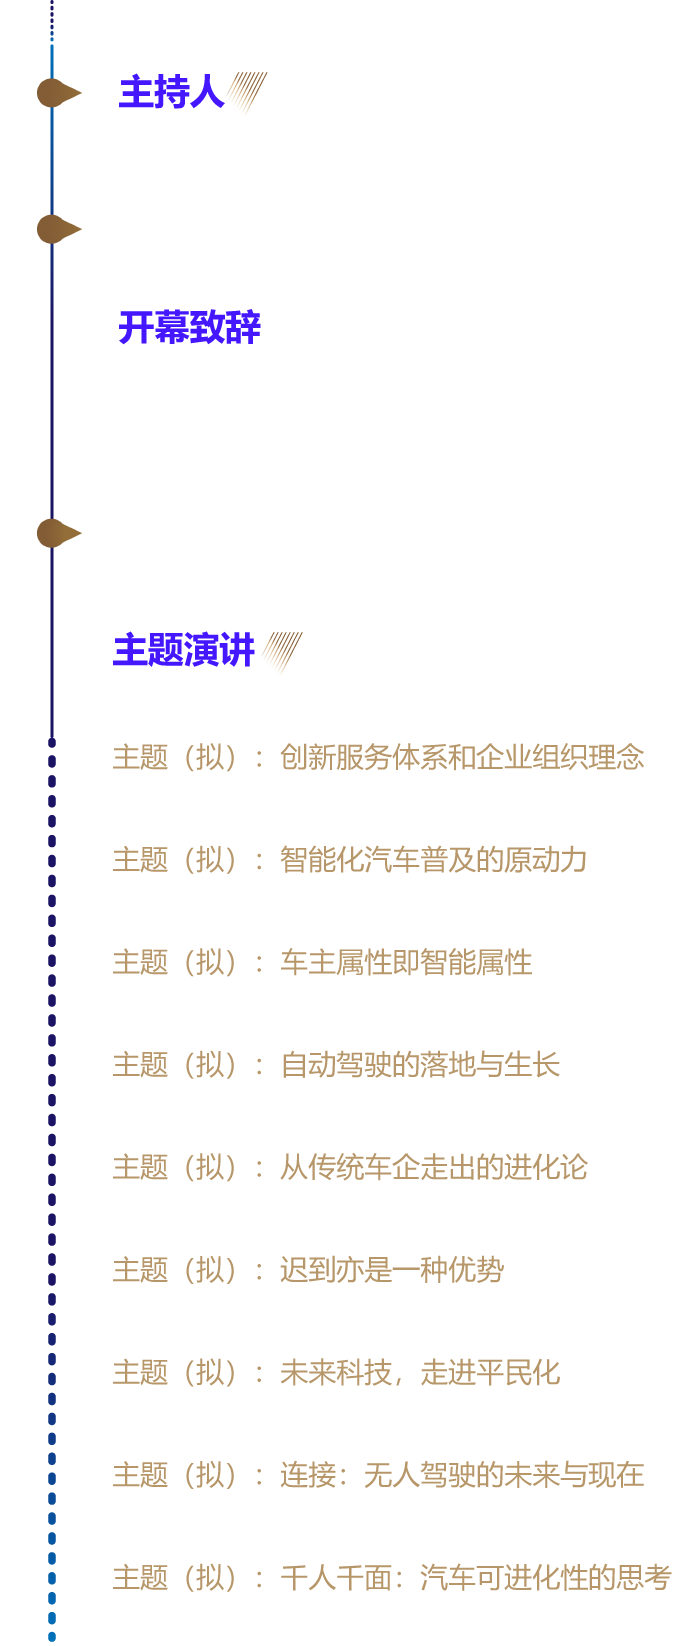 主持人
开幕致辞
主题演讲
主题（拟）：创新服务体系和企业组织理念
主题（拟）：智能化汽车普及的原动力
主题（拟）：车主属性即智能属性
主题（拟）：自动驾驶的落地与生长
主题（拟）：从传统车企走出的进化论
主题（拟）：迟到亦是一种优势
主题（拟）：未来科技，走进平民化
主题（拟）：连接：无人驾驶的未来与现在
主题（拟）：千人千面：汽车可进化性的思考